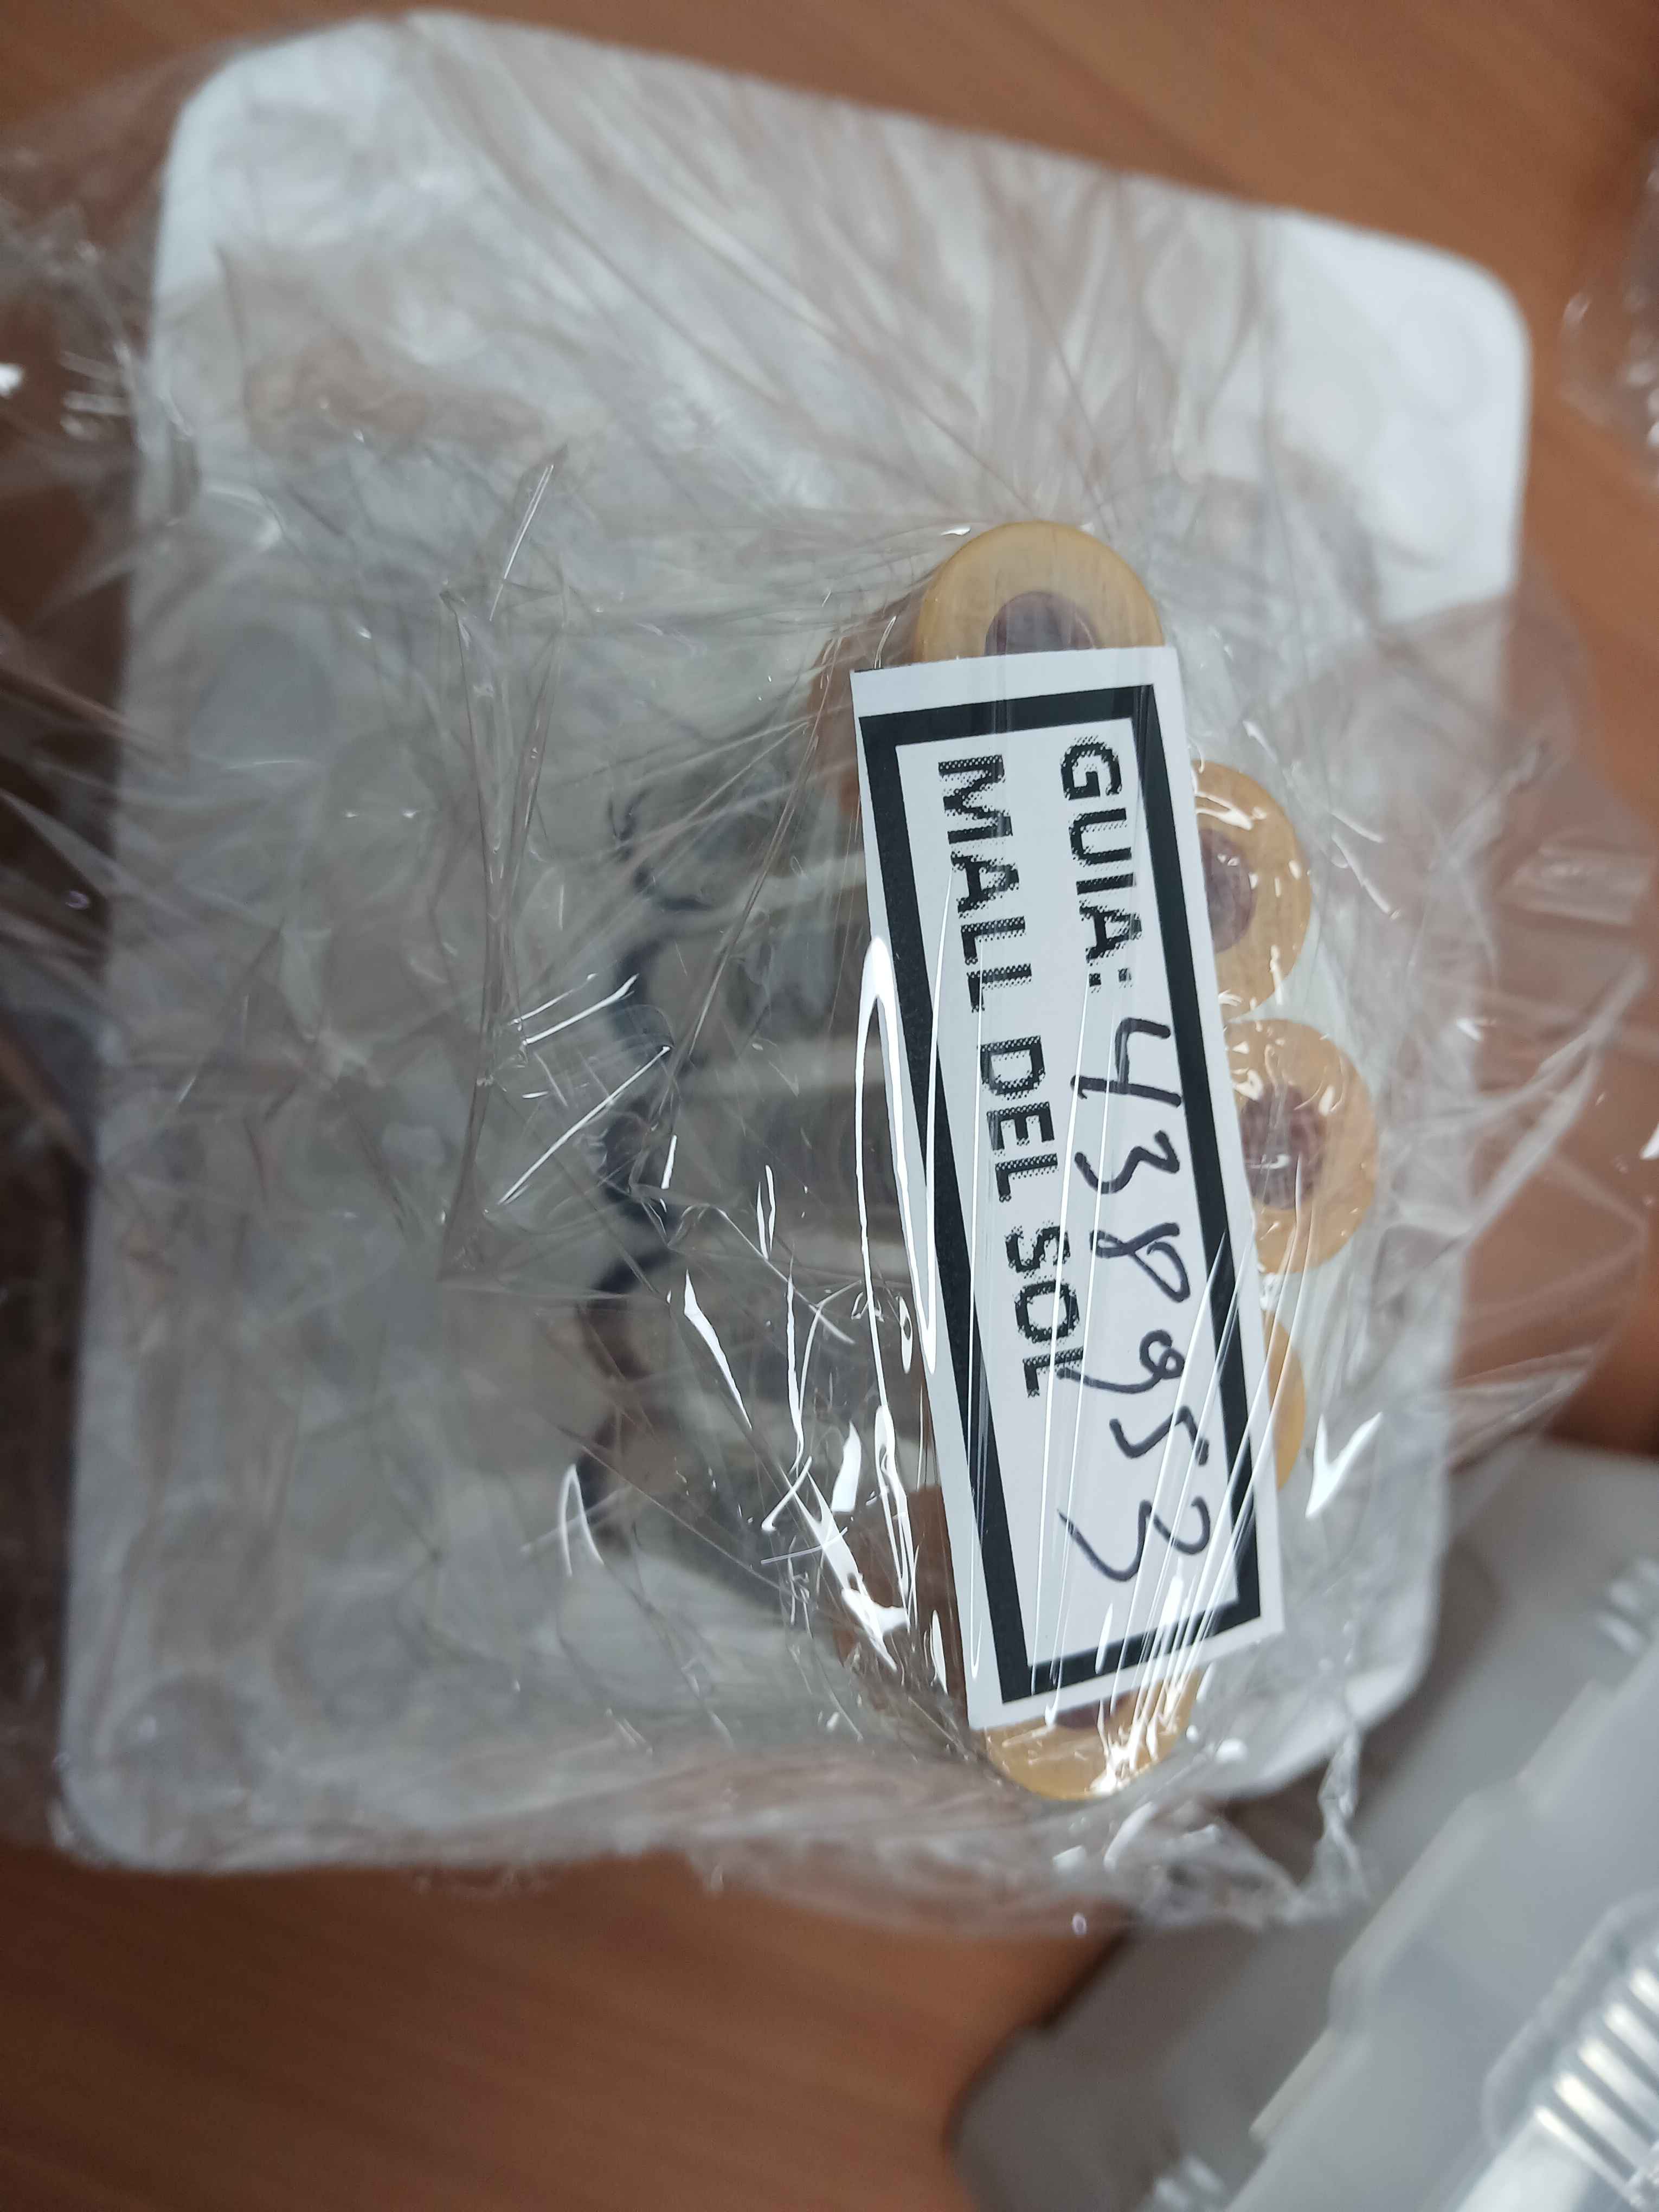 GUIA: 438953
MALL DEL SOL